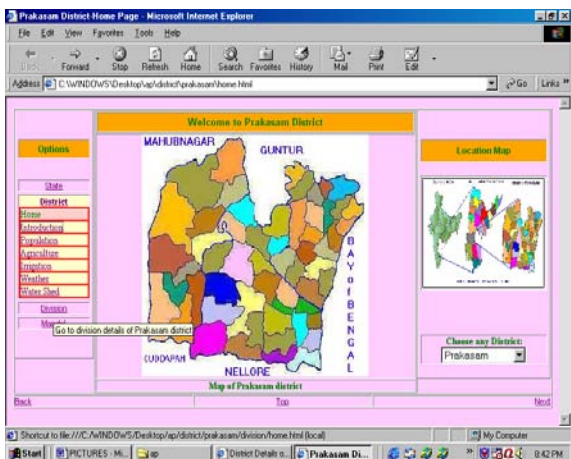 Prakasam District-Home Page - Microsoft Internet Explorer
File Edit View Favorites Tools Help
Forward Stop Refresh Home Search Favorites History Mail Print Edit
Address C:\WINDOWS\Desktop\ap\district\prakasam\home.html Go Links
Welcome to Prakasam District
Options
State
District
Home
Introduction
Population
Agriculture
Irrigation
Weather
Water Shed
Division
Go to division details of Prakasam district
MAHUBNAGAR
GUNTUR
BAY of BENGAL
CUDDAPAH
NELLORE
Map of Prakasam district
Location Map
Choose any District:
Prakasam
Back Top Next
Shortcut to file:///C:/WINDOWS/Desktop/ap/district/prakasam/division/home.html (local) My Computer
Start PICTURES - Mi... ap District Details o... Prakasam Di... 8:42 PM